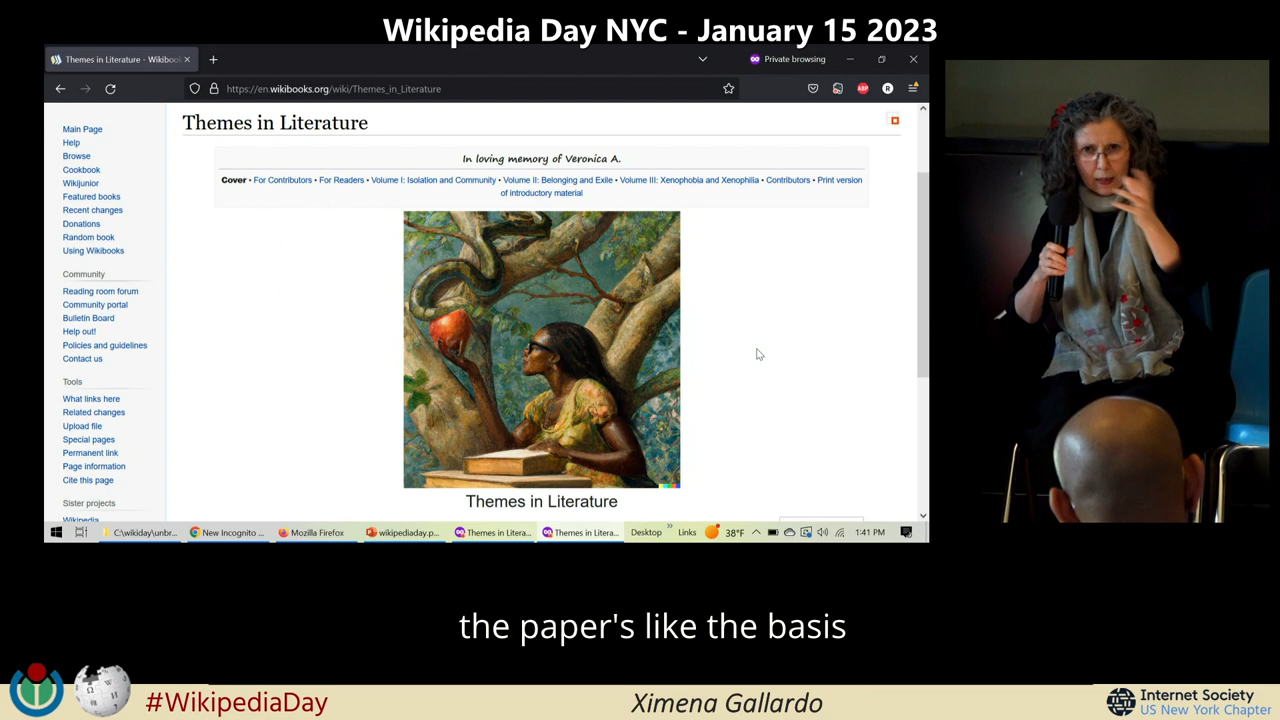 Wikipedia Day NYC - January 15 2023
Themes in Literature - Wikiboo
Private browsing
https://en.wikibooks.org/wiki/Themes_in_Literature
ABP
R
Main Page
Help
Browse
Cookbook
Wikijunior
Featured books
Recent changes
Donations
Random book
Using Wikibooks
Community
Reading room forum
Community portal
Bulletin Board
Help out!
Policies and guidelines
Contact us
Tools
What links here
Related changes
Upload file
Special pages
Permanent link
Page information
Cite this page
Sister projects
Wikipedia
Themes in Literature
In loving memory of Veronica A.
Cover • For Contributors • For Readers • Volume I: Isolation and Community • Volume II: Belonging and Exile • Volume III: Xenophobia and Xenophilia • Contributors • Print version
of introductory material
Themes in Literature
C:\wikiday\unbr... New Incognito ... Mozilla Firefox wikipediaday.p... Themes in Litera... Themes in Litera... Desktop » Links 38°F 1:41 PM
the paper's like the basis
#WikipediaDay
Ximena Gallardo
Internet Society
US New York Chapter